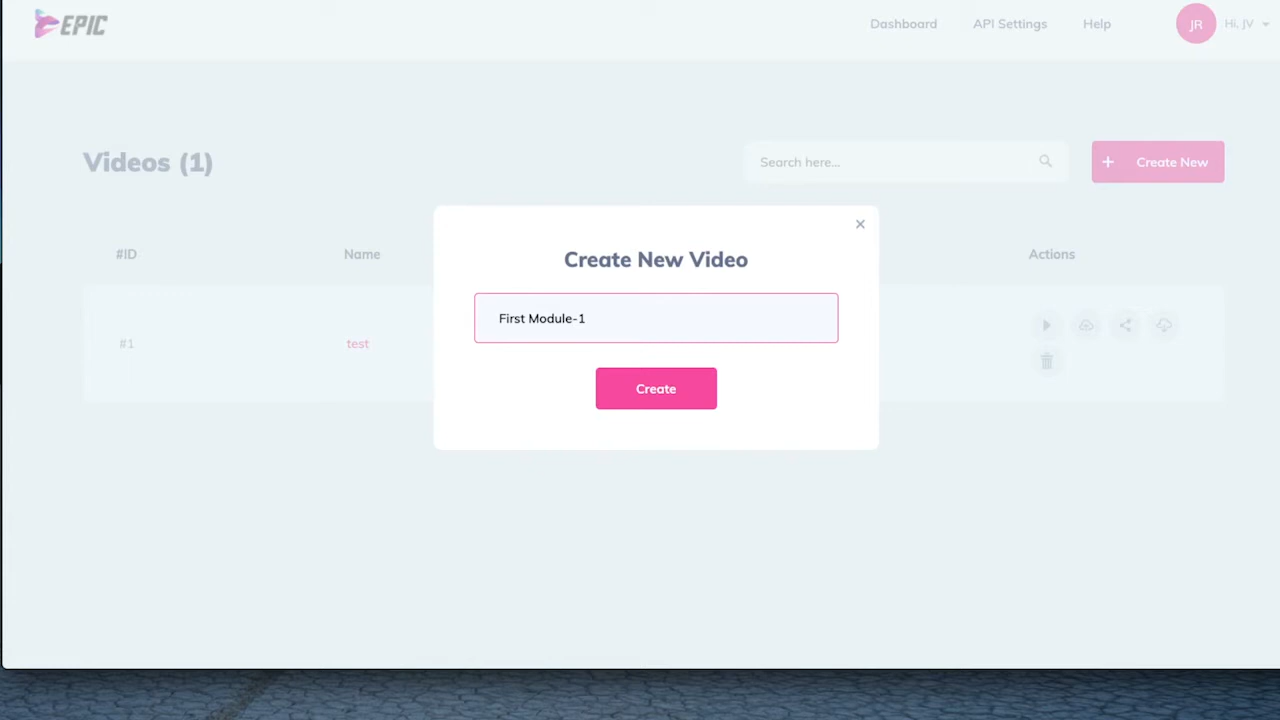 EPIC
Dashboard
API Settings
Help
JR
Hi, JV
Videos (1)
Search here...
+ Create New
#ID
Name
Actions
Create New Video
First Module-1
Create
#1
test